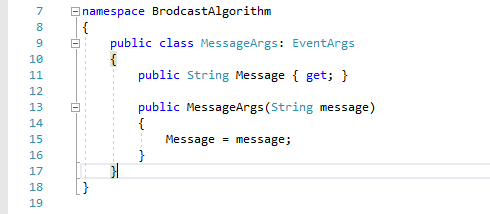 7 namespace BrodcastAlgorithm
8 {
9 public class MessageArgs: EventArgs
10 {
11 public String Message { get; }
12
13 public MessageArgs(String message)
14 {
15 Message = message;
16 }
17 }
18 }
19